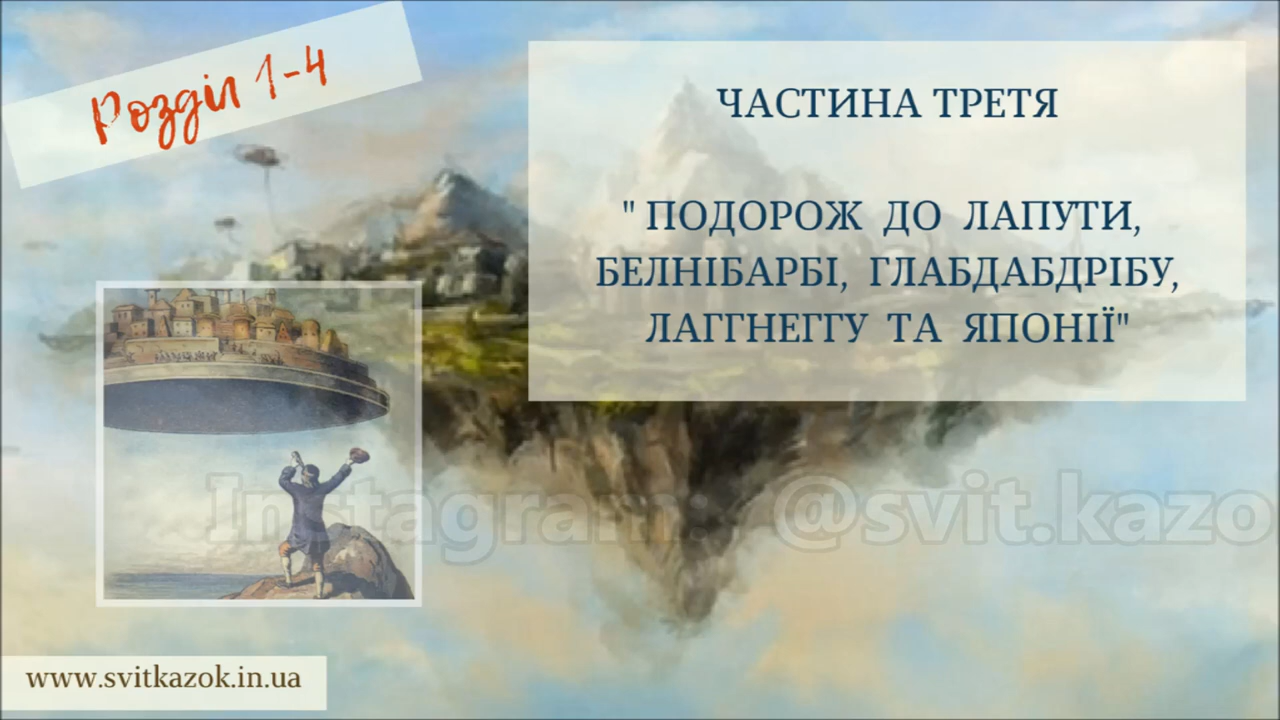 Розділ 1-4
ЧАСТИНА ТРЕТЯ
" ПОДОРОЖ ДО ЛАПУТИ,
БЕЛНІБАРБІ, ГЛАБДАБДРІБУ,
ЛАГГНЕГГУ ТА ЯПОНІЇ"
Instagram: @svit.kazo
www.svitkazok.in.ua